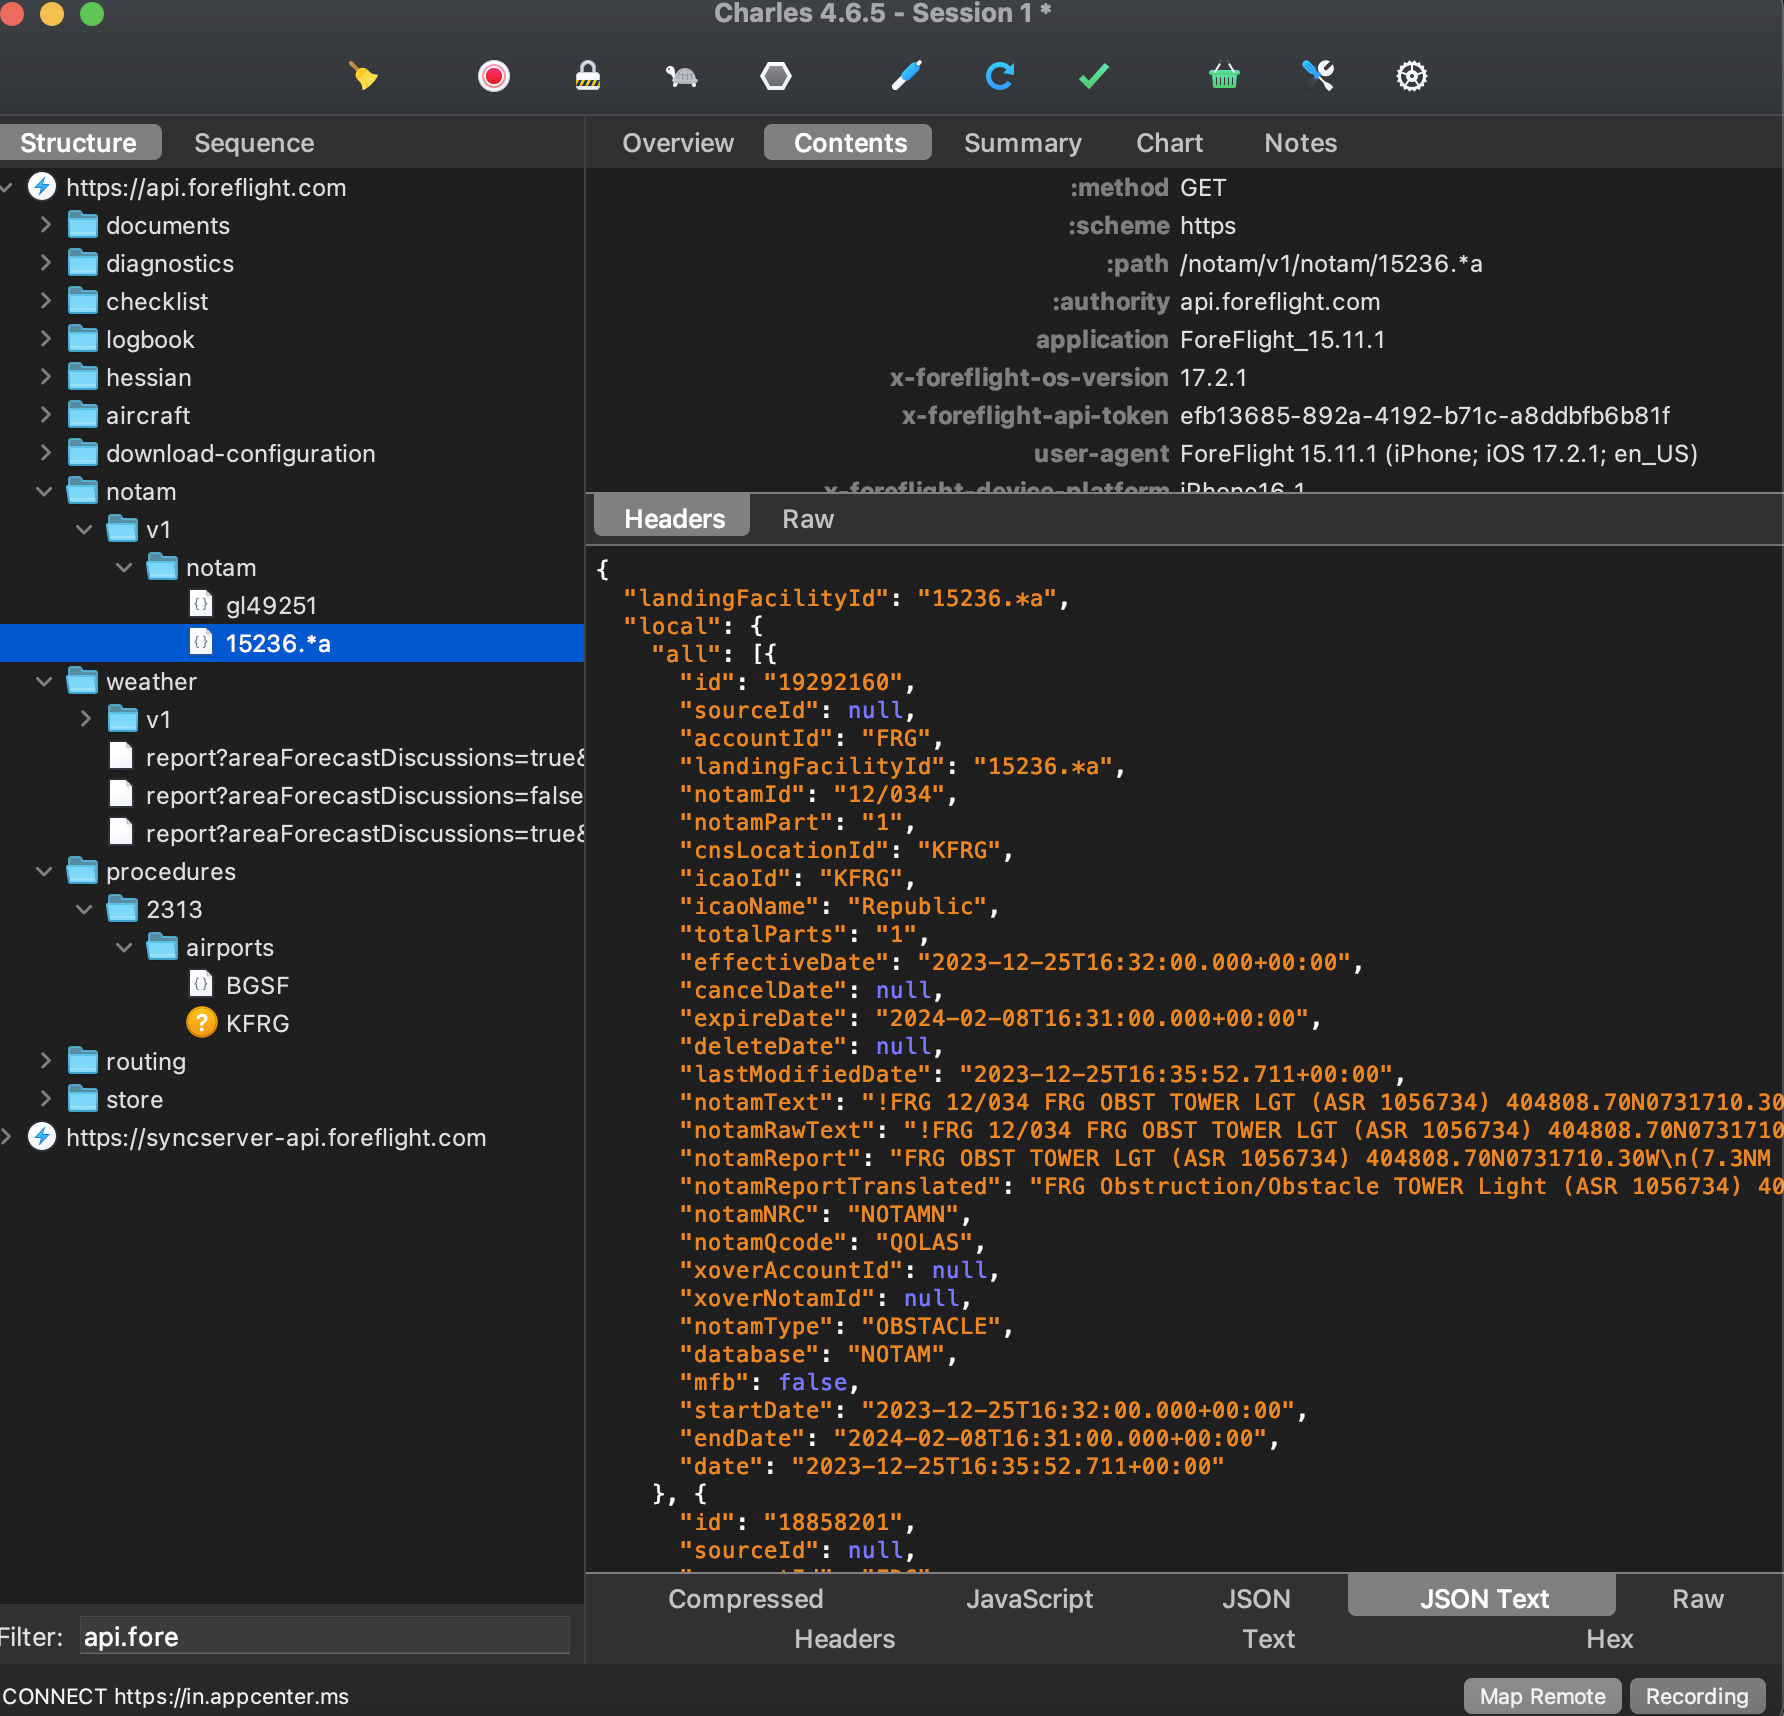 Charles 4.6.5 - Session 1 *
Structure
Sequence
https://api.foreflight.com
documents
diagnostics
checklist
logbook
hessian
aircraft
download-configuration
notam
v1
notam
gl49251
15236.*a
weather
v1
report?areaForecastDiscussions=true&
report?areaForecastDiscussions=false
report?areaForecastDiscussions=true&
procedures
2313
airports
BGSF
KFRG
routing
store
https://syncserver-api.foreflight.com
Filter: api.fore
Overview
Contents
Summary
Chart
Notes
:method GET
:scheme https
:path /notam/v1/notam/15236.*a
:authority api.foreflight.com
application ForeFlight_15.11.1
x-foreflight-os-version 17.2.1
x-foreflight-api-token efb13685-892a-4192-b71c-a8ddbfb6b81f
user-agent ForeFlight 15.11.1 (iPhone; iOS 17.2.1; en_US)
x-foreflight-device-platform iPhone16,1
Headers
Raw
{
"landingFacilityId": "15236.*a",
"local": {
"all": [{
"id": "19292160",
"sourceId": null,
"accountId": "FRG",
"landingFacilityId": "15236.*a",
"notamId": "12/034",
"notamPart": "1",
"cnsLocationId": "KFRG",
"icaoId": "KFRG",
"icaoName": "Republic",
"totalParts": "1",
"effectiveDate": "2023-12-25T16:32:00.000+00:00",
"cancelDate": null,
"expireDate": "2024-02-08T16:31:00.000+00:00",
"deleteDate": null,
"lastModifiedDate": "2023-12-25T16:35:52.711+00:00",
"notamText": "!FRG 12/034 FRG OBST TOWER LGT (ASR 1056734) 404808.70N0731710.30
"notamRawText": "!FRG 12/034 FRG OBST TOWER LGT (ASR 1056734) 404808.70N0731710
"notamReport": "FRG OBST TOWER LGT (ASR 1056734) 404808.70N0731710.30W\n(7.3NM
"notamReportTranslated": "FRG Obstruction/Obstacle TOWER Light (ASR 1056734) 40
"notamNRC": "NOTAMN",
"notamQcode": "QOLAS",
"xoverAccountId": null,
"xoverNotamId": null,
"notamType": "OBSTACLE",
"database": "NOTAM",
"mfb": false,
"startDate": "2023-12-25T16:32:00.000+00:00",
"endDate": "2024-02-08T16:31:00.000+00:00",
"date": "2023-12-25T16:35:52.711+00:00"
}, {
"id": "18858201",
"sourceId": null,
Compressed
JavaScript
JSON
JSON Text
Raw
Headers
Text
Hex
CONNECT https://in.appcenter.ms
Map Remote
Recording